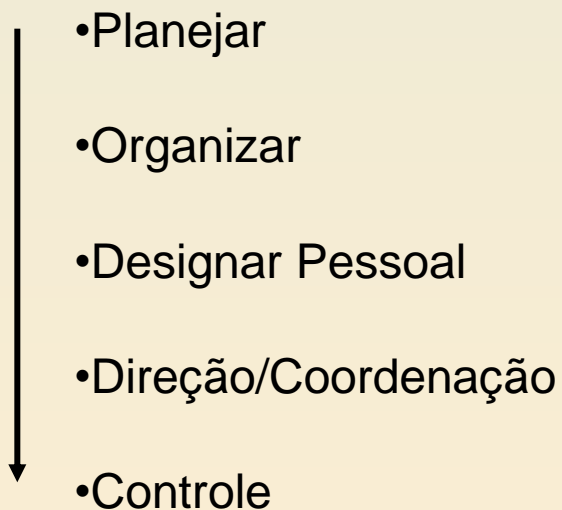 •Planejar
•Organizar
•Designar Pessoal
•Direção/Coordenação
•Controle